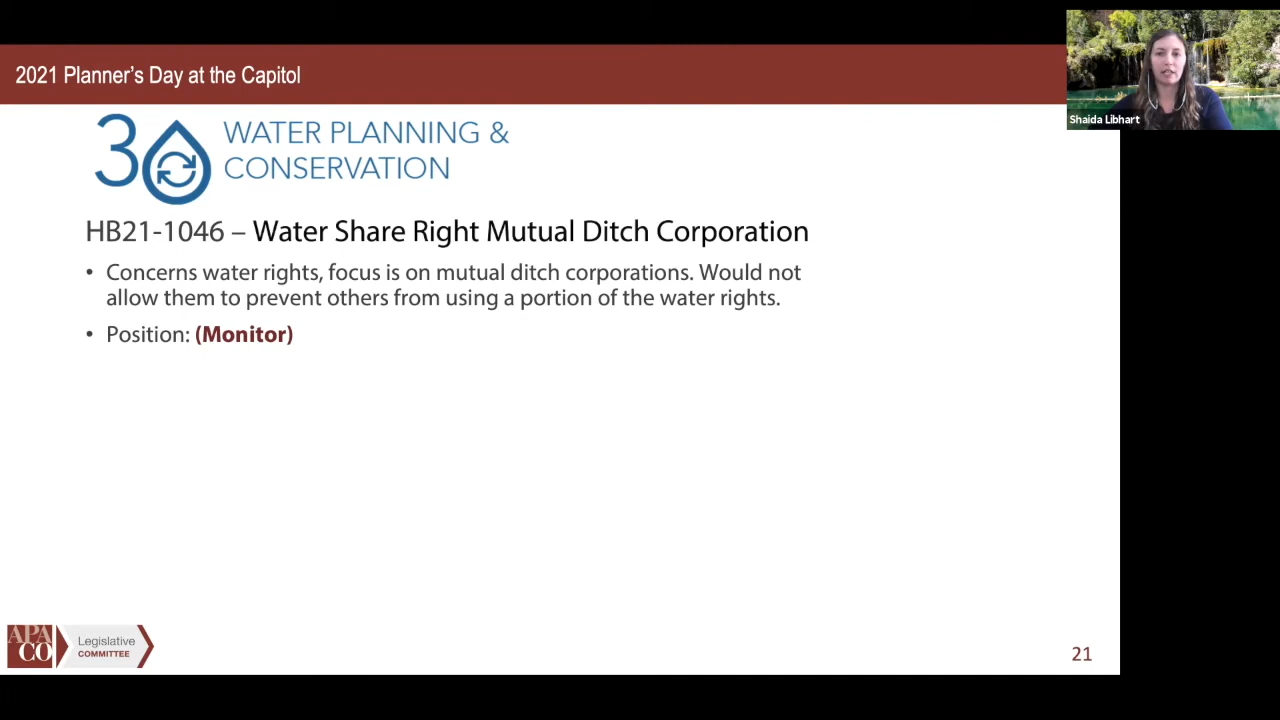 2021 Planner's Day at the Capitol
Shaida Libhart
30 WATER PLANNING &
CONSERVATION
HB21-1046 – Water Share Right Mutual Ditch Corporation
• Concerns water rights, focus is on mutual ditch corporations. Would not
allow them to prevent others from using a portion of the water rights.
• Position: (Monitor)
APA
CO
Legislative
COMMITTEE
21